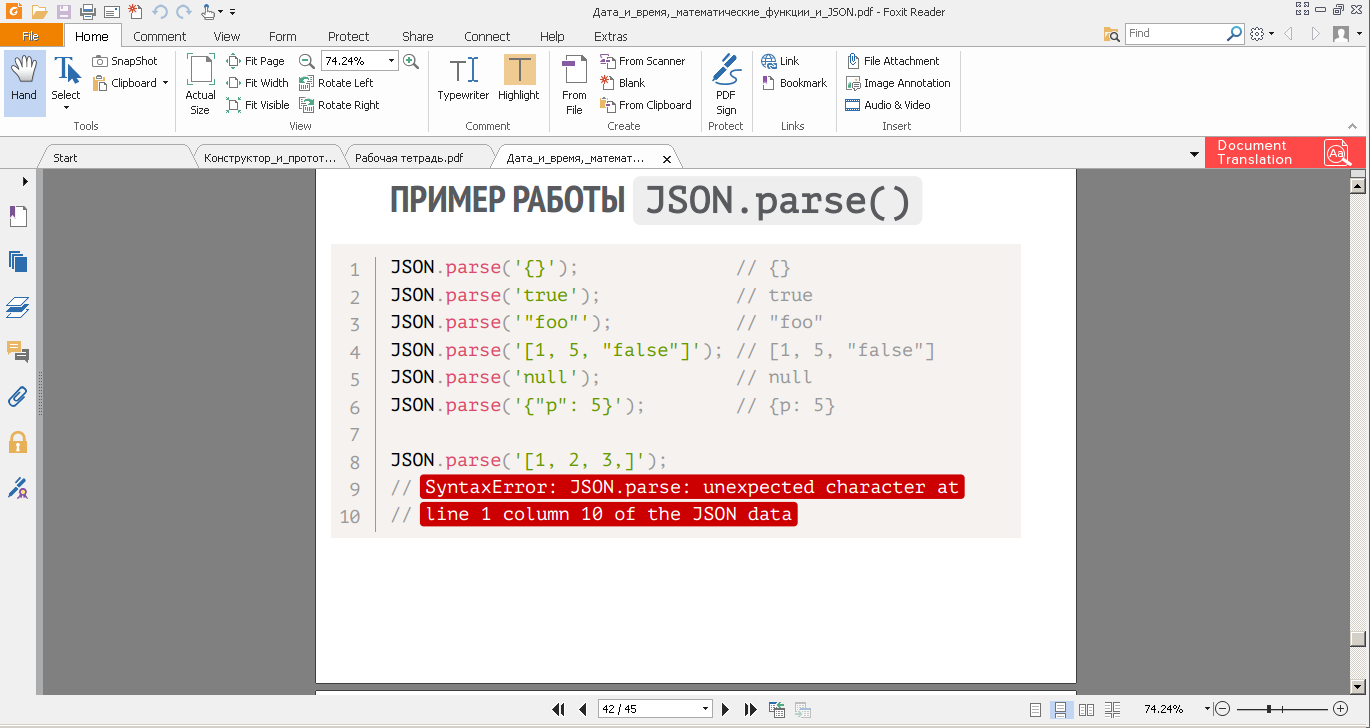 Дата_и_время,_математические_функции_и_JSON.pdf - Foxit Reader
File Home Comment View Form Protect Share Connect Help Extras Find
Hand
Select
SnapShot
Clipboard
Tools
Actual Size
Fit Page
Fit Width
Fit Visible
74.24%
Rotate Left
Rotate Right
View
Typewriter
Highlight
Comment
From File
From Scanner
Blank
From Clipboard
Create
PDF Sign
Protect
Link
Bookmark
Links
File Attachment
Image Annotation
Audio & Video
Insert
Start
Конструктор_и_протот...
Рабочая тетрадь.pdf
Дата_и_время,_математ...
Document Translation
ПРИМЕР РАБОТЫ JSON.parse()
1 JSON.parse('{}'); // {}
2 JSON.parse('true'); // true
3 JSON.parse('"foo"'); // "foo"
4 JSON.parse('[1, 5, "false"]'); // [1, 5, "false"]
5 JSON.parse('null'); // null
6 JSON.parse('{"p": 5}'); // {p: 5}
7
8 JSON.parse('[1, 2, 3,]');
9 // SyntaxError: JSON.parse: unexpected character at
10 // line 1 column 10 of the JSON data
42 / 45
74.24%